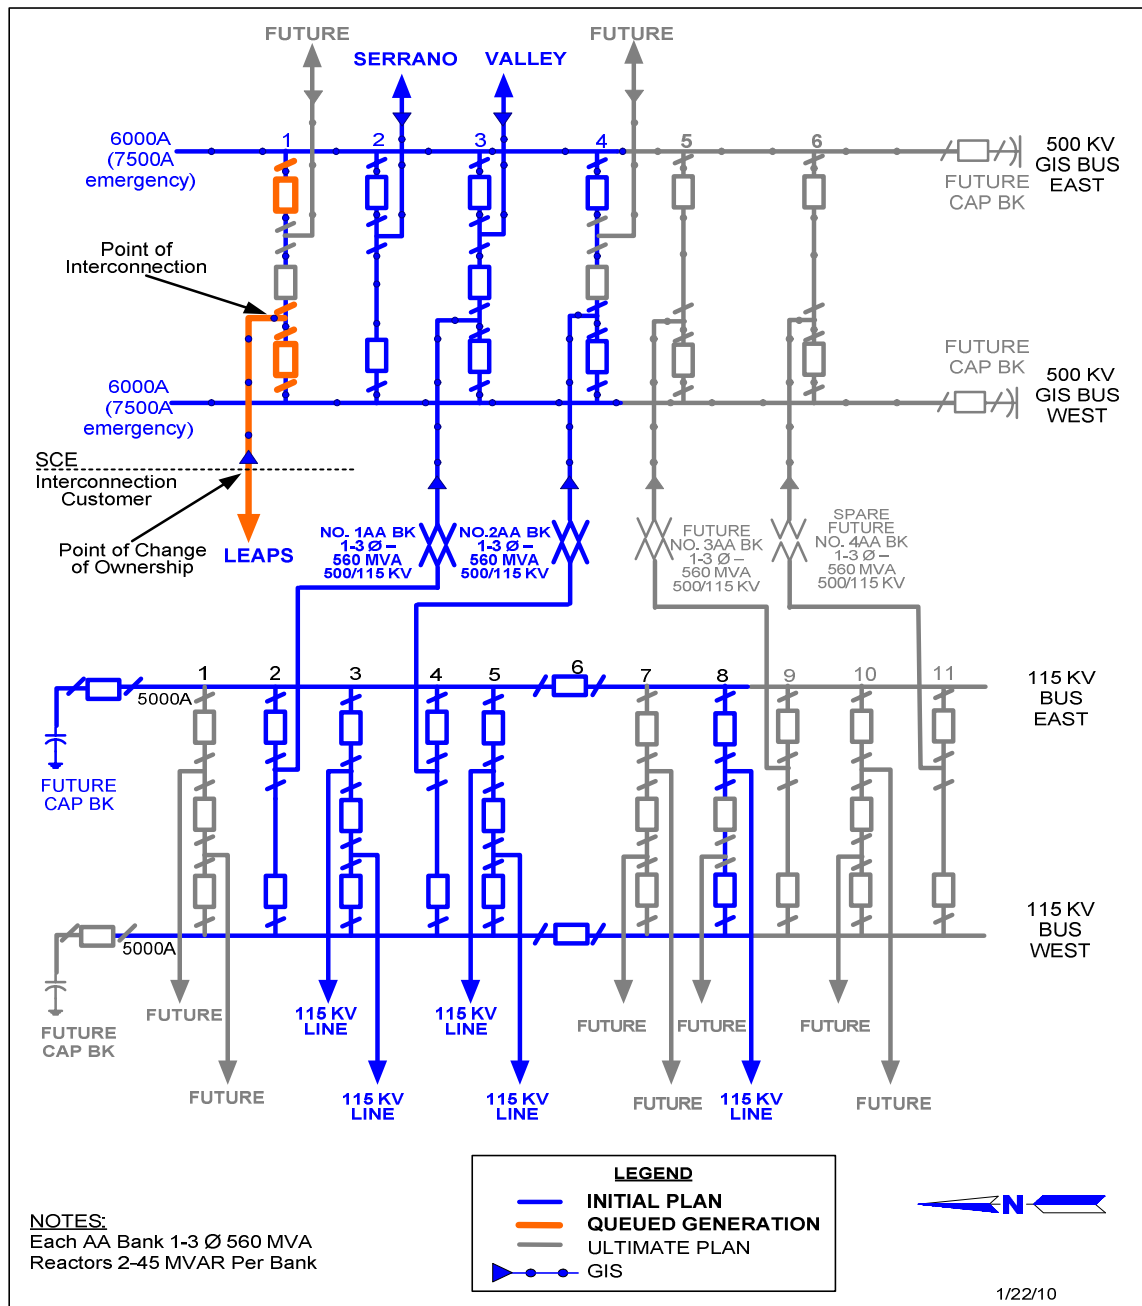 FUTURE
FUTURE
SERRANO
VALLEY
6000A
(7500A
emergency)
1
2
3
4
5
6
500 KV
GIS BUS
EAST
FUTURE
CAP BK
Point of
Interconnection
FUTURE
CAP BK
6000A
(7500A
emergency)
500 KV
GIS BUS
WEST
SCE
Interconnection
Customer
Point of Change
of Ownership
LEAPS
NO. 1AA BK
1-3 Ø –
560 MVA
500/115 KV
NO.2AA BK
1-3 Ø –
560 MVA
500/115 KV
FUTURE
NO. 3AA BK
1-3 Ø –
560 MVA
500/115 KV
SPARE
FUTURE
NO. 4AA BK
1-3 Ø –
560 MVA
500/115 KV
1
2
3
4
5
6
7
8
9
10
11
5000A
115 KV
BUS
EAST
FUTURE
CAP BK
5000A
115 KV
BUS
WEST
FUTURE
CAP BK
FUTURE
115 KV
LINE
115 KV
LINE
FUTURE
FUTURE
FUTURE
FUTURE
115 KV
LINE
115 KV
LINE
FUTURE
115 KV
LINE
FUTURE
LEGEND
INITIAL PLAN
QUEUED GENERATION
ULTIMATE PLAN
GIS
N
NOTES:
Each AA Bank 1-3 Ø 560 MVA
Reactors 2-45 MVAR Per Bank
1/22/10